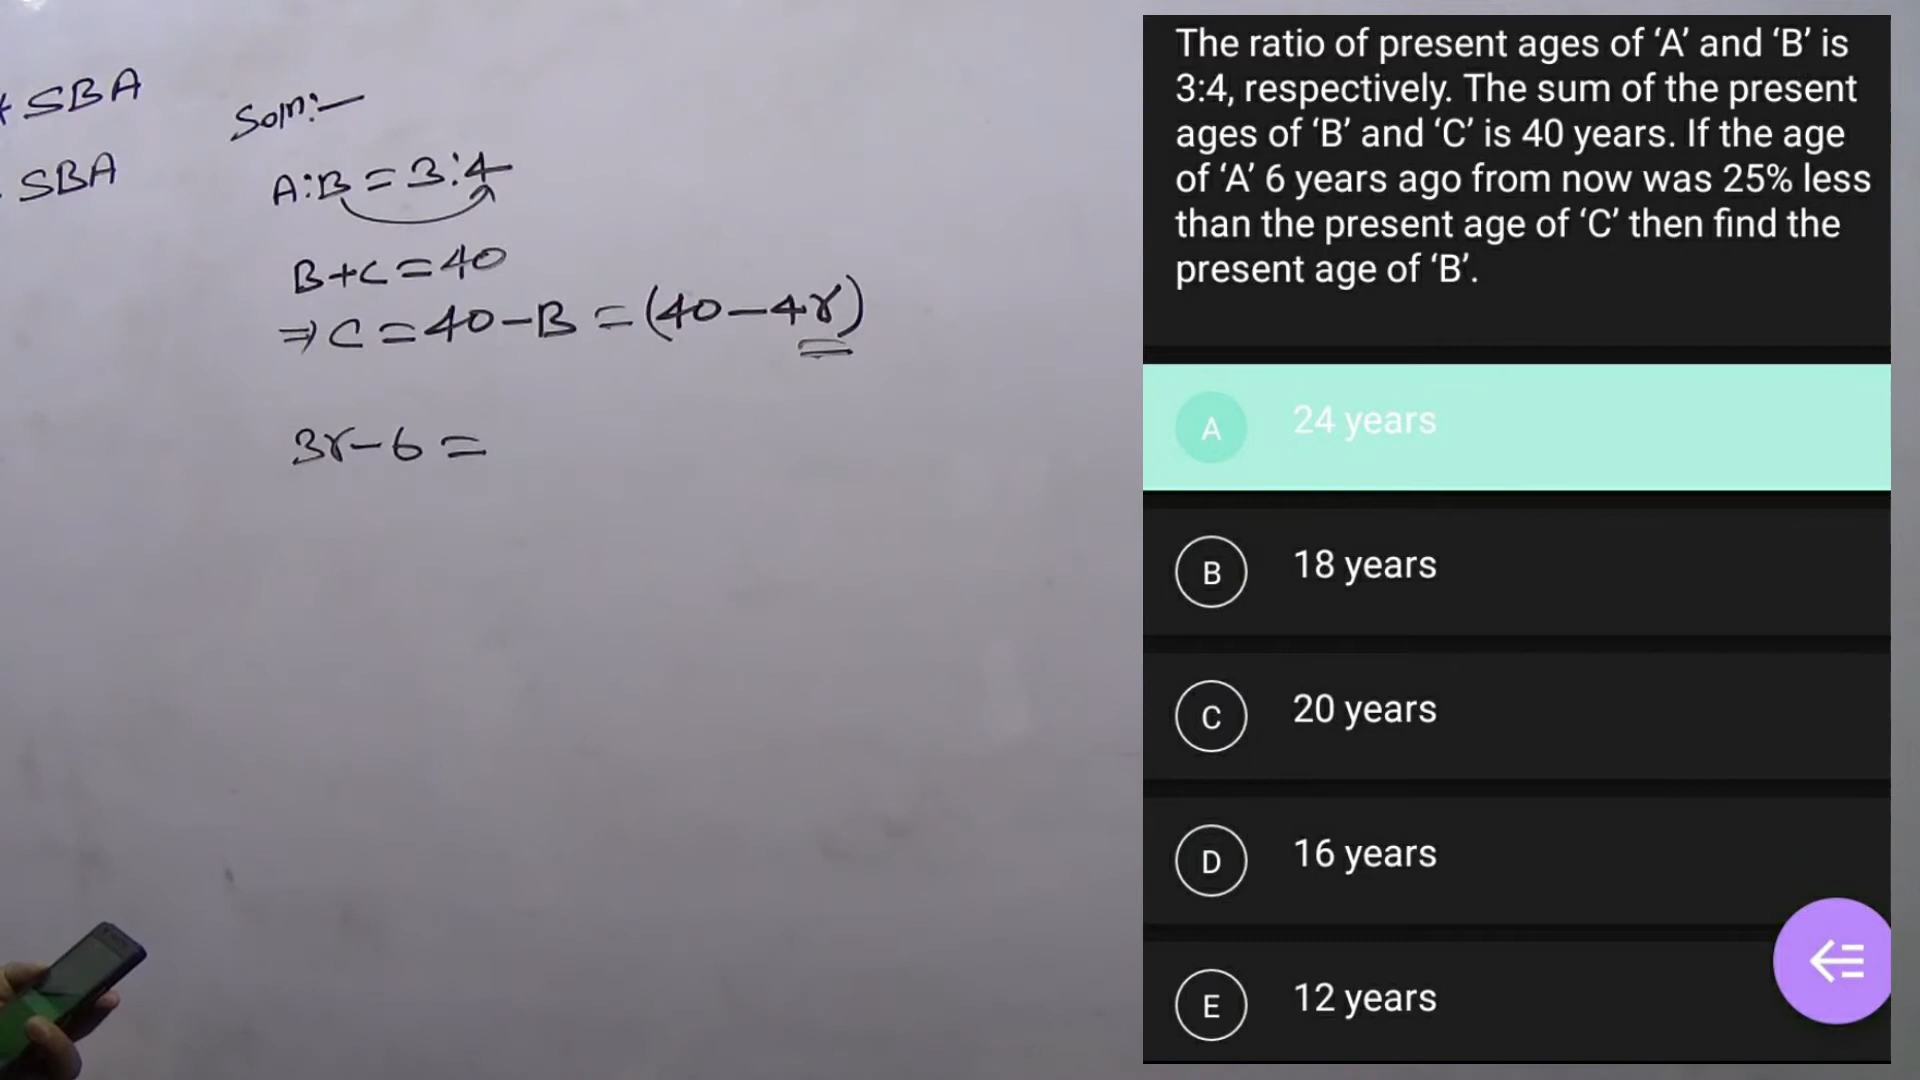 SBA
SBA
Soln:-
A:B = 3:4
B+C = 40
⇒ C = 40 - B = (40 - 4r)
3r - 6 =
The ratio of present ages of ‘A’ and ‘B’ is
3:4, respectively. The sum of the present
ages of ‘B’ and ‘C’ is 40 years. If the age
of ‘A’ 6 years ago from now was 25% less
than the present age of ‘C’ then find the
present age of ‘B’.
A 24 years
B 18 years
C 20 years
D 16 years
E 12 years